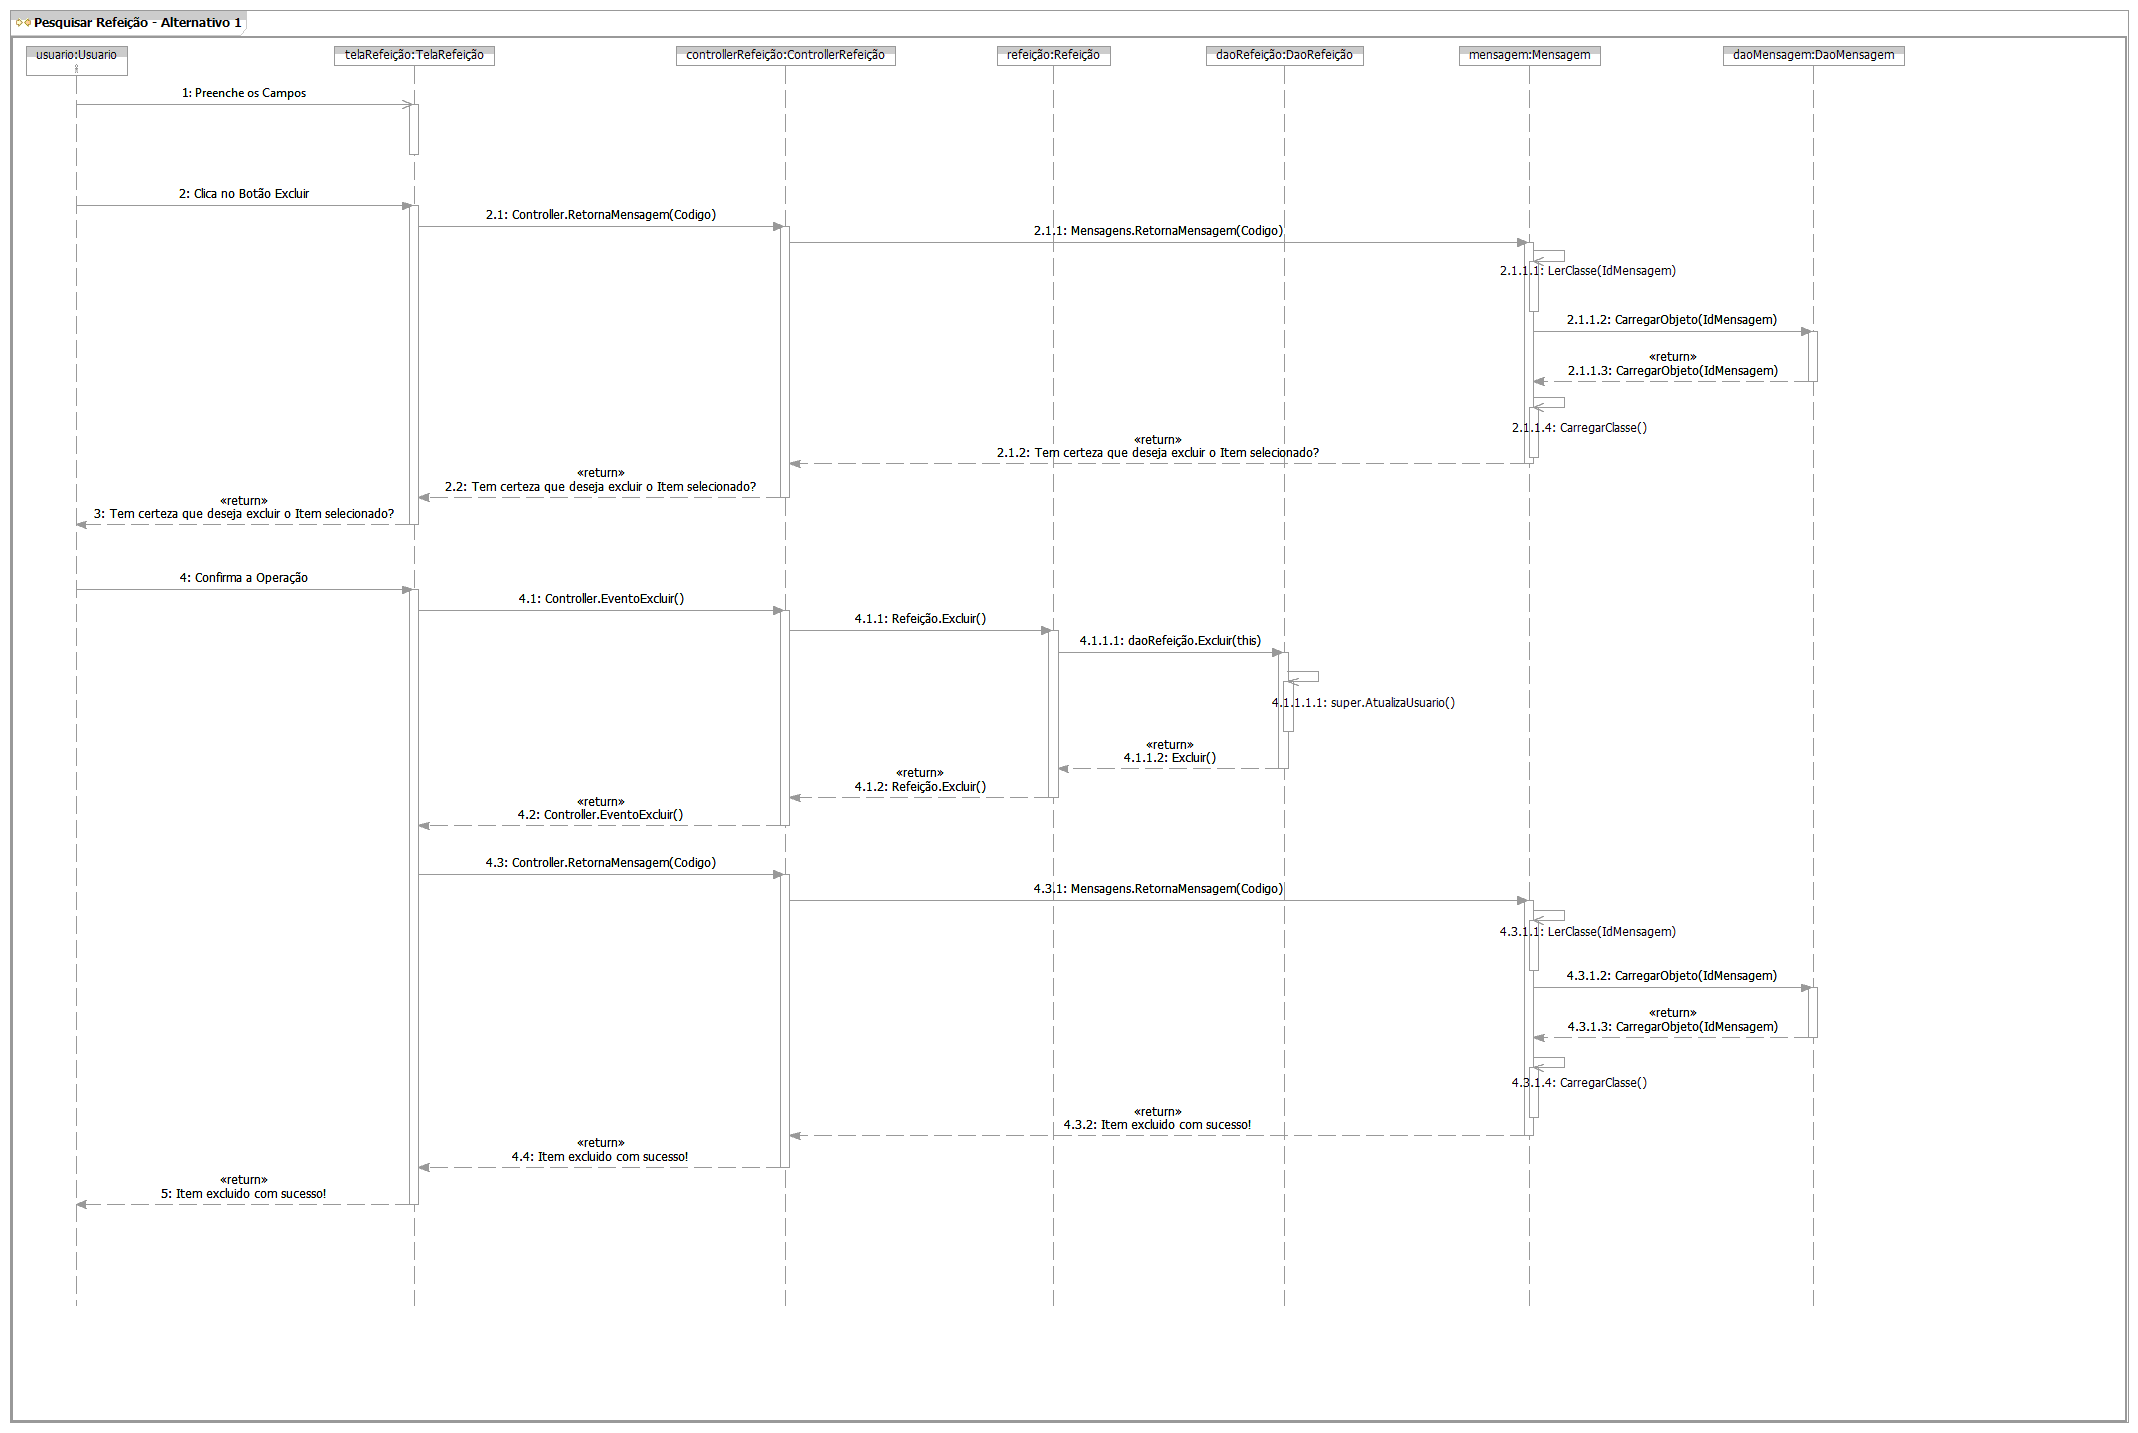 Pesquisar Refeição - Alternativo 1
usuario:Usuario
telaRefeição:TelaRefeição
controllerRefeição:ControllerRefeição
refeição:Refeição
daoRefeição:DaoRefeição
mensagem:Mensagem
daoMensagem:DaoMensagem
1: Preenche os Campos
2: Clica no Botão Excluir
2.1: Controller.RetornaMensagem(Codigo)
2.1.1: Mensagens.RetornaMensagem(Codigo)
2.1.1.1: LerClasse(IdMensagem)
2.1.1.2: CarregarObjeto(IdMensagem)
«return»
2.1.1.3: CarregarObjeto(IdMensagem)
2.1.1.4: CarregarClasse()
«return»
2.1.2: Tem certeza que deseja excluir o Item selecionado?
«return»
2.2: Tem certeza que deseja excluir o Item selecionado?
«return»
3: Tem certeza que deseja excluir o Item selecionado?
4: Confirma a Operação
4.1: Controller.EventoExcluir()
4.1.1: Refeição.Excluir()
4.1.1.1: daoRefeição.Excluir(this)
4.1.1.1.1: super.AtualizaUsuario()
«return»
4.1.1.2: Excluir()
«return»
4.1.2: Refeição.Excluir()
«return»
4.2: Controller.EventoExcluir()
4.3: Controller.RetornaMensagem(Codigo)
4.3.1: Mensagens.RetornaMensagem(Codigo)
4.3.1.1: LerClasse(IdMensagem)
4.3.1.2: CarregarObjeto(IdMensagem)
«return»
4.3.1.3: CarregarObjeto(IdMensagem)
4.3.1.4: CarregarClasse()
«return»
4.3.2: Item excluido com sucesso!
«return»
4.4: Item excluido com sucesso!
«return»
5: Item excluido com sucesso!